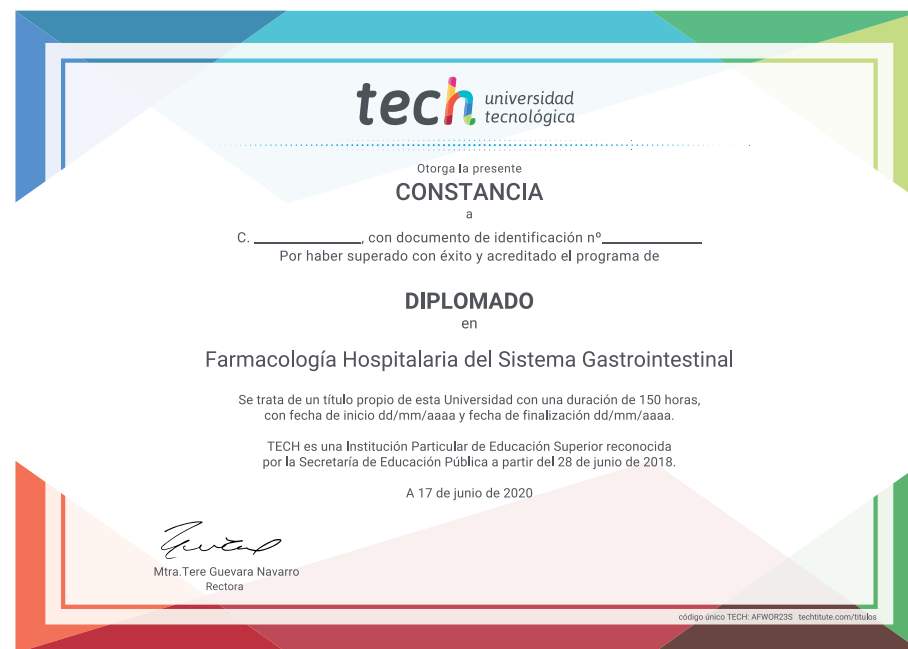 tech universidad
tecnológica
Otorga la presente
CONSTANCIA
a
C. ____________, con documento de identificación nº____________
Por haber superado con éxito y acreditado el programa de
DIPLOMADO
en
Farmacología Hospitalaria del Sistema Gastrointestinal
Se trata de un título propio de esta Universidad con una duración de 150 horas,
con fecha de inicio dd/mm/aaaa y fecha de finalización dd/mm/aaaa.
TECH es una Institución Particular de Educación Superior reconocida
por la Secretaría de Educación Pública a partir del 28 de junio de 2018.
A 17 de junio de 2020
Mtra.Tere Guevara Navarro
Rectora
código único TECH: AFWOR23S techtitute.com/titulos